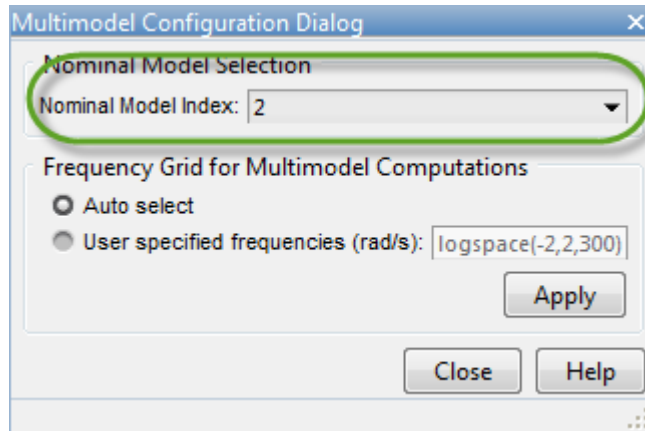 Multimodel Configuration Dialog
Nominal Model Selection
Nominal Model Index: 2
Frequency Grid for Multimodel Computations
Auto select
User specified frequencies (rad/s): logspace(-2,2,300)
Apply
Close Help